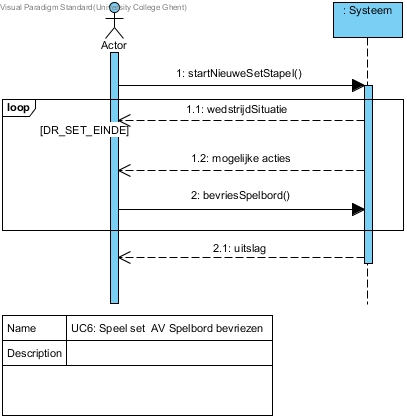 Visual Paradigm Standard(University College Ghent)
: Systeem
Actor
1: startNieuweSetStapel()
loop
1.1: wedstrijdSituatie
[DR_SET_EINDE]
1.2: mogelijke acties
2: bevriesSpelbord()
2.1: uitslag
Name UC6: Speel set AV Spelbord bevriezen
Description